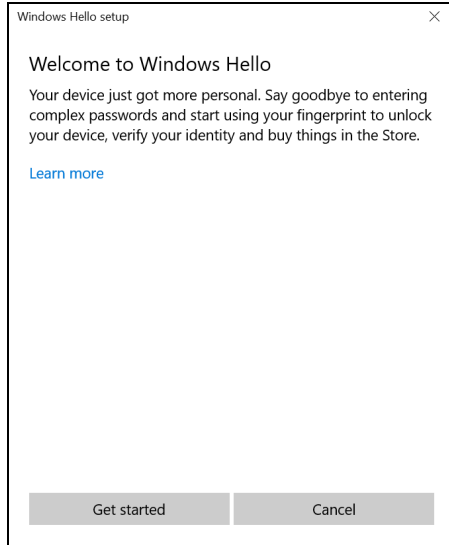 Windows Hello setup
Welcome to Windows Hello
Your device just got more personal. Say goodbye to entering
complex passwords and start using your fingerprint to unlock
your device, verify your identity and buy things in the Store.
Learn more
Get started
Cancel